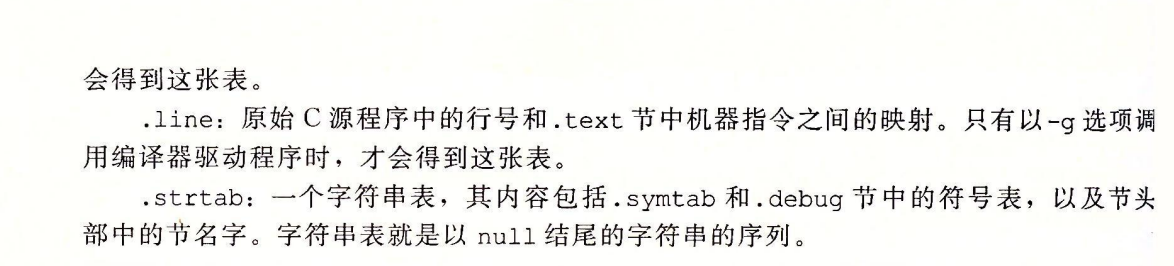 会得到这张表。
.line：原始 C 源程序中的行号和.text 节中机器指令之间的映射。只有以-g 选项调
用编译器驱动程序时，才会得到这张表。
.strtab：一个字符串表，其内容包括.symtab 和.debug 节中的符号表，以及节头
部中的节名字。字符串表就是以 null 结尾的字符串的序列。